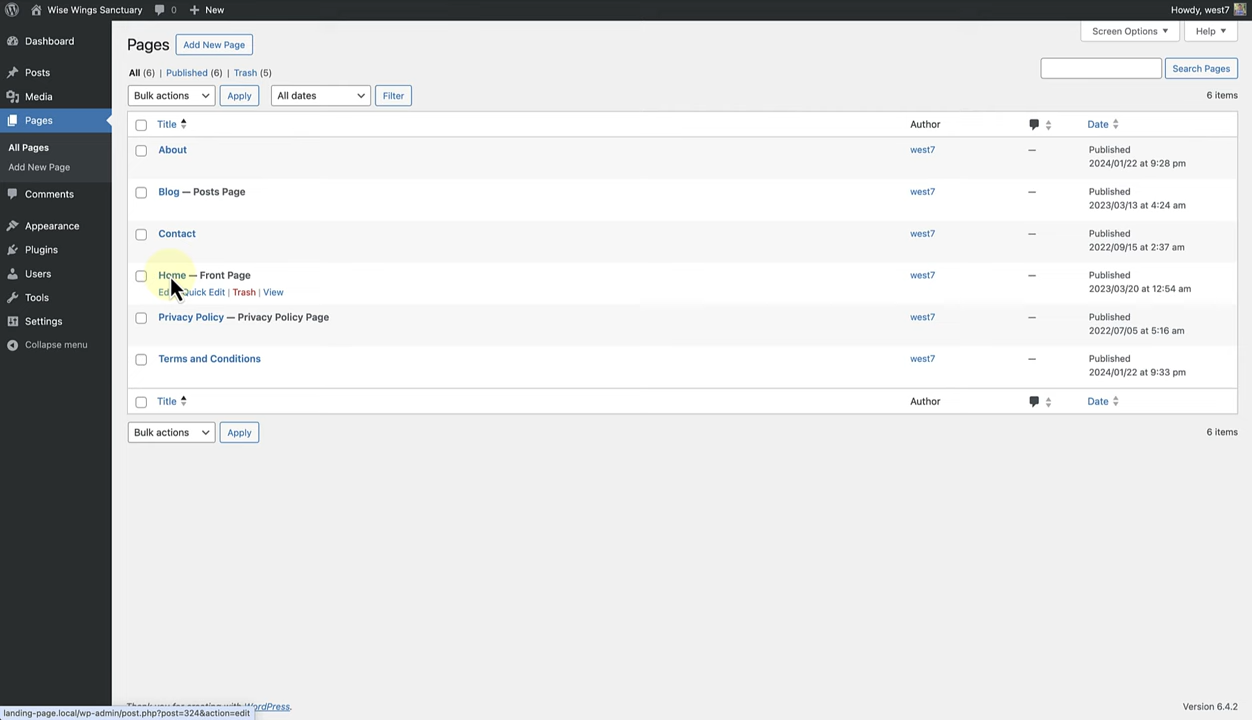 Wise Wings Sanctuary 0 New Howdy, west7
Screen Options Help
Dashboard
Posts
Media
Pages
All Pages
Add New Page
Comments
Appearance
Plugins
Users
Tools
Settings
Collapse menu
Pages Add New Page
All (6) | Published (6) | Trash (5)
Search Pages
Bulk actions Apply All dates Filter 6 items
Title Author Date
About west7 — Published
2024/01/22 at 9:28 pm
Blog — Posts Page west7 — Published
2023/03/13 at 4:24 am
Contact west7 — Published
2022/09/15 at 2:37 am
Home — Front Page west7 — Published
Quick Edit | Trash | View 2023/03/20 at 12:54 am
Privacy Policy — Privacy Policy Page west7 — Published
2022/07/05 at 5:16 am
Terms and Conditions west7 — Published
2024/01/22 at 9:33 pm
Title Author Date
Bulk actions Apply 6 items
Thank you for creating with WordPress. Version 6.4.2
landing-page.local/wp-admin/post.php?post=324&action=edit